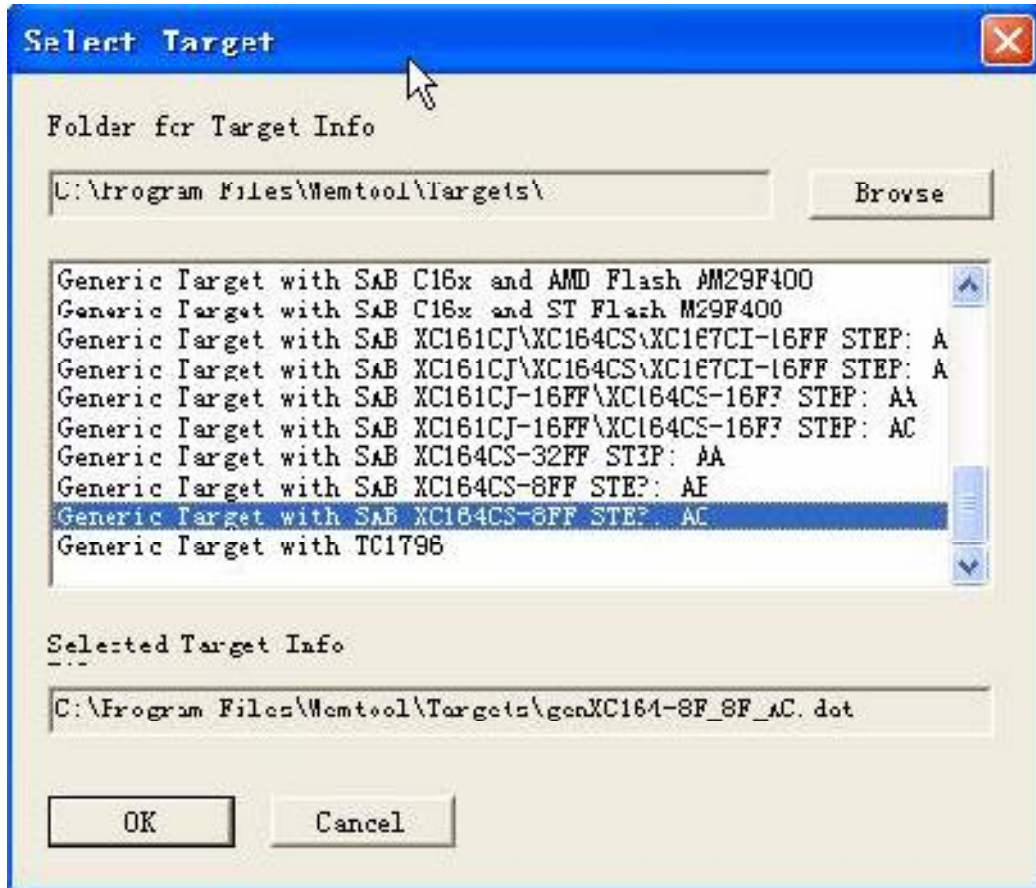 Select Target
Folder for Target Info
C:\Program Files\Memtool\Targets\
Browse
Generic Target with SAB C16x and AMD Flash AM29F400
Generic Target with SAB C16x and ST Flash M29F400
Generic Target with SAB XC161CJ\XC164CS\XC167CI-16FF STEP: A
Generic Target with SAB XC161CJ\XC164CS\XC167CI-16FF STEP: A
Generic Target with SAB XC161CJ-16FF\XC164CS-16FF STEP: AA
Generic Target with SAB XC161CJ-16FF\XC164CS-16FF STEP: AC
Generic Target with SAB XC164CS-32FF STEP: AA
Generic Target with SAB XC164CS-8FF STEP: AB
Generic Target with SAB XC164CS-8FF STEP: AC
Generic Target with TC1796
Selected Target Info
C:\Program Files\Memtool\Targets\genXC164-8F_8F_AC.dat
OK
Cancel